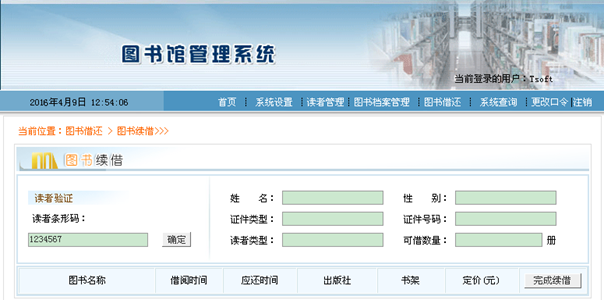 图书馆管理系统
当前登录的用户：Tsoft
2016年4月9日 12:54:06 首页 系统设置 读者管理 图书档案管理 图书借还 系统查询 更改口令 注销
当前位置：图书借还 > 图书续借>>>
图书续借
读者验证
读者条形码：
1234567 确定
姓 名： 性 别：
证件类型： 证件号码：
读者类型： 可借数量： 册
图书名称 借阅时间 应还时间 出版社 书架 定价(元) 完成续借